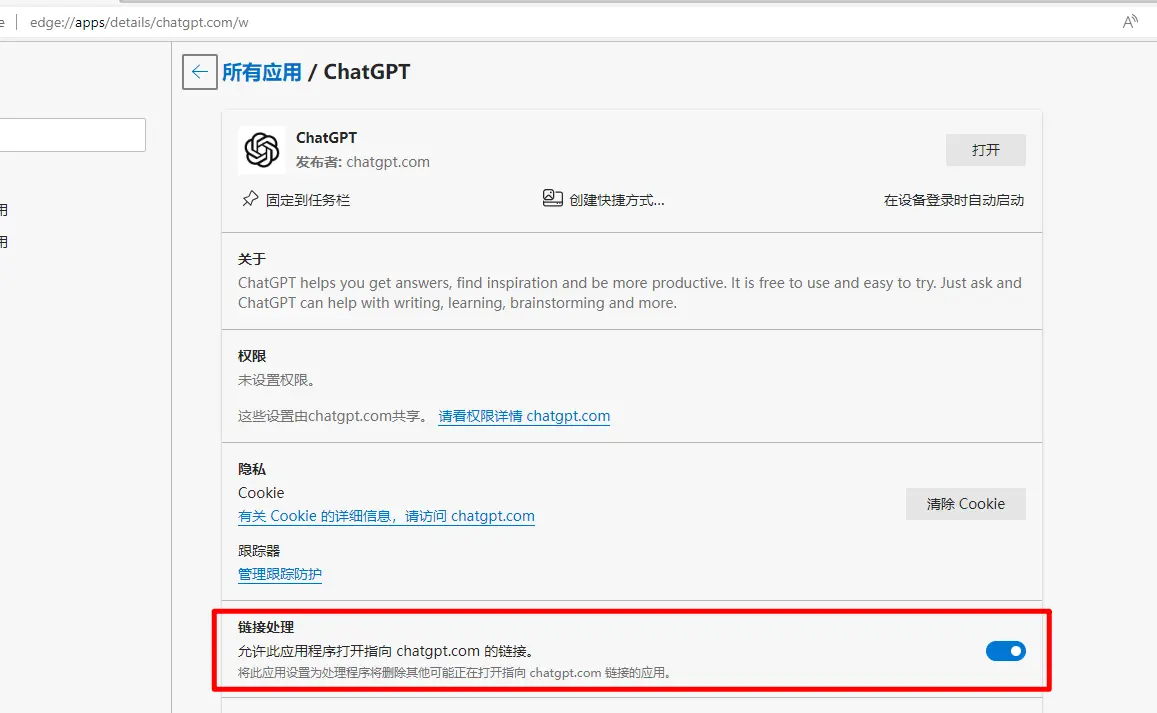 e
edge://apps/details/chatgpt.com/w
所有应用 / ChatGPT
ChatGPT
发布者: chatgpt.com
打开
固定到任务栏
创建快捷方式...
在设备登录时自动启动
用
用
关于
ChatGPT helps you get answers, find inspiration and be more productive. It is free to use and easy to try. Just ask and
ChatGPT can help with writing, learning, brainstorming and more.
权限
未设置权限。
这些设置由chatgpt.com共享。 请看权限详情 chatgpt.com
隐私
Cookie
有关 Cookie 的详细信息，请访问 chatgpt.com
清除 Cookie
跟踪器
管理跟踪防护
链接处理
允许此应用程序打开指向 chatgpt.com 的链接。
将此应用设置为处理程序将删除其他可能正在打开指向 chatgpt.com 链接的应用。